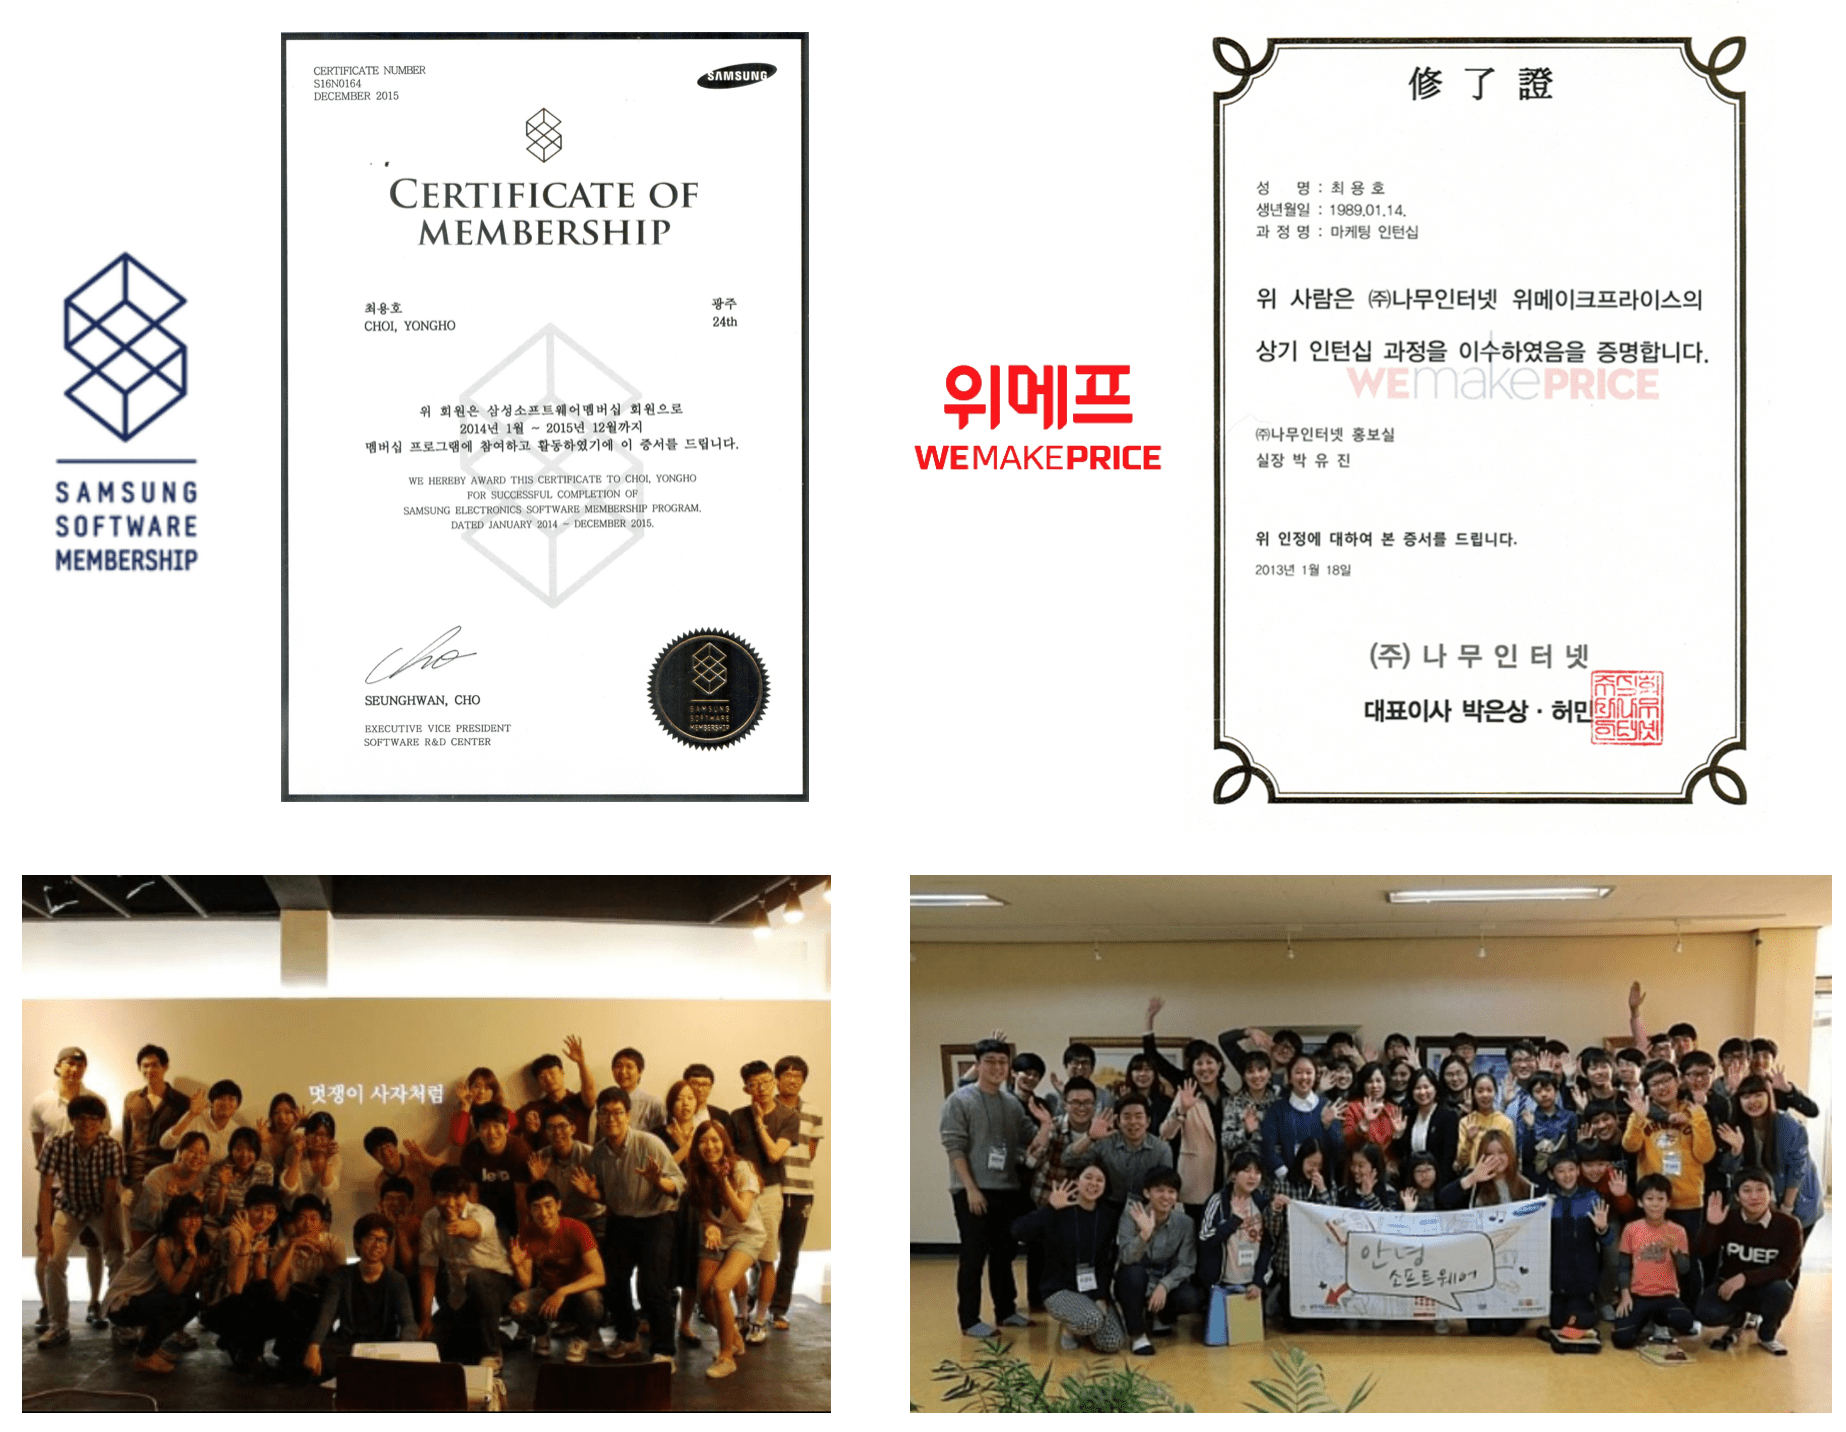 CERTIFICATE NUMBER
S16N0164
DECEMBER 2015
SAMSUNG
CERTIFICATE OF
MEMBERSHIP
최용호
CHOI, YONGHO
광주
24th
위 회원은 삼성소프트웨어멤버십 회원으로
2014년 1월 ~ 2015년 12월까지
멤버십 프로그램에 참여하고 활동하였기에 이 증서를 드립니다.
WE HEREBY AWARD THIS CERTIFICATE TO CHOI, YONGHO
FOR SUCCESSFUL COMPLETION OF
SAMSUNG ELECTRONICS SOFTWARE MEMBERSHIP PROGRAM.
DATED JANUARY 2014 ~ DECEMBER 2015.
Cho
SEUNGHWAN, CHO
EXECUTIVE VICE PRESIDENT
SOFTWARE R&D CENTER
SAMSUNG
SOFTWARE
MEMBERSHIP
SAMSUNG
SOFTWARE
MEMBERSHIP
위메프
WEMAKEPRICE
修了證
성 명 : 최용호
생년월일 : 1989.01.14.
과정명 : 마케팅 인턴십
위 사람은 ㈜나무인터넷 위메이크프라이스의
상기 인턴십 과정을 이수하였음을 증명합니다.
WEmakePRICE
㈜나무인터넷 홍보실
실장 박유진
위 인정에 대하여 본 증서를 드립니다.
2013년 1월 18일
(주)나무인터넷
대표이사 박은상 · 허민
멋쟁이 사자처럼
안녕
소프트웨어
PUEP